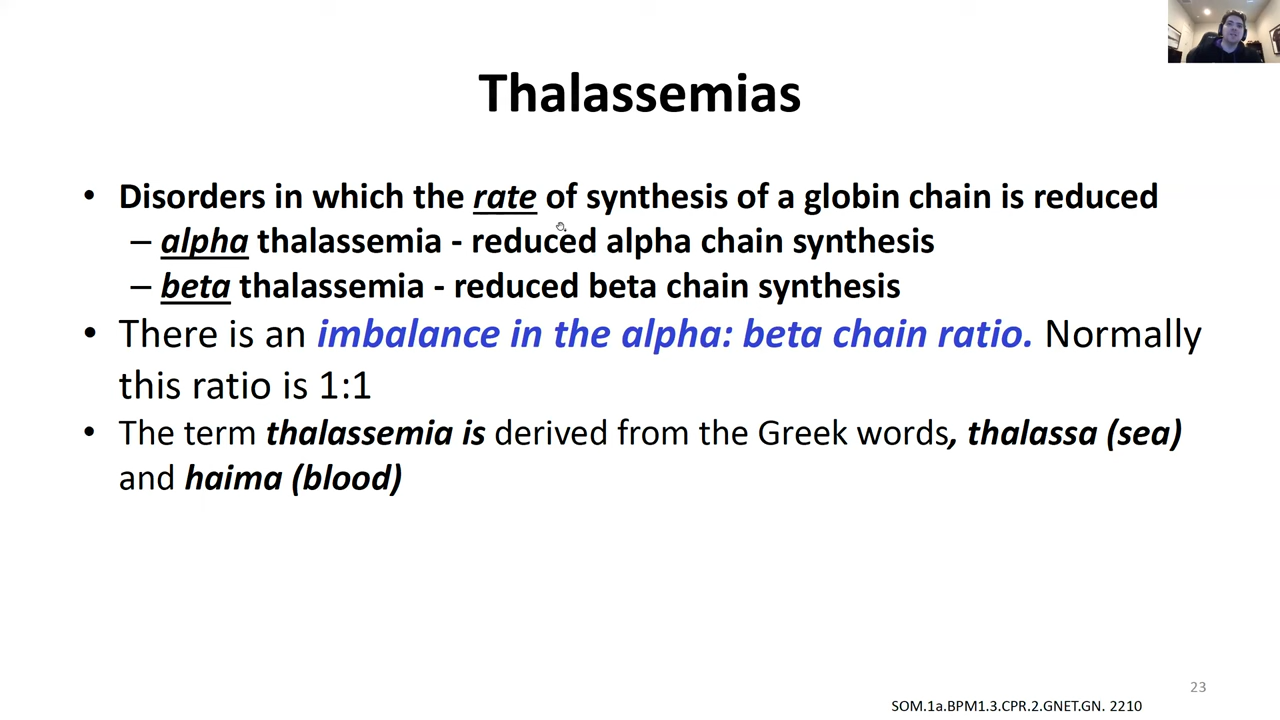 Thalassemias
• Disorders in which the rate of synthesis of a globin chain is reduced
– alpha thalassemia - reduced alpha chain synthesis
– beta thalassemia - reduced beta chain synthesis
• There is an imbalance in the alpha: beta chain ratio. Normally
this ratio is 1:1
• The term thalassemia is derived from the Greek words, thalassa (sea)
and haima (blood)
23
SOM.1a.BPM1.3.CPR.2.GNET.GN. 2210